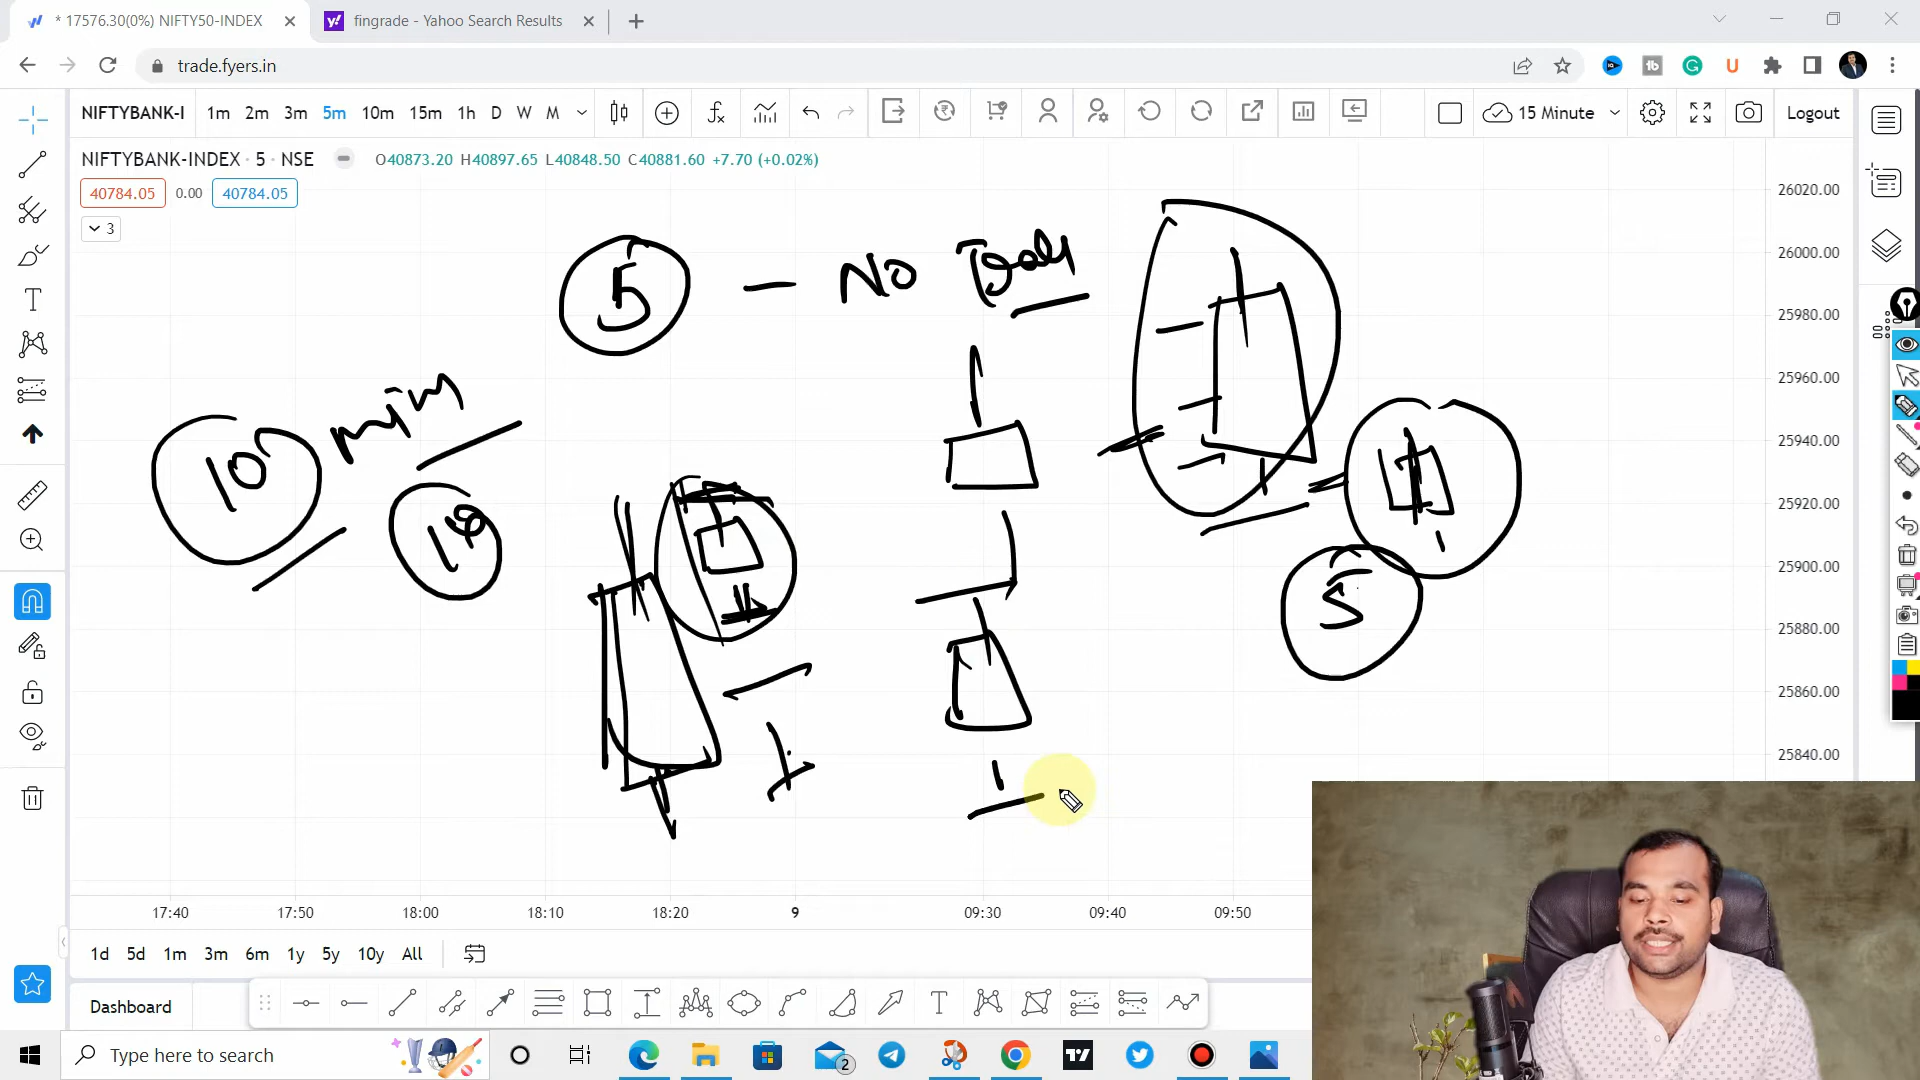 * 17576.30(0%) NIFTY50-INDEX
fingrade - Yahoo Search Results
trade.fyers.in
NIFTYBANK-I 1m 2m 3m 5m 10m 15m 1h D W M 15 Minute Logout
NIFTYBANK-INDEX · 5 · NSE O40873.20 H40897.65 L40848.50 C40881.60 +7.70 (+0.02%)
40784.05 0.00 40784.05
3
5 - No
10 min
10
5
26020.00
26000.00
25980.00
25960.00
25940.00
25920.00
25900.00
25880.00
25860.00
25840.00
17:40 17:50 18:00 18:10 18:20 9 09:30 09:40 09:50
1d 5d 1m 3m 6m 1y 5y 10y All
Dashboard
Type here to search
2